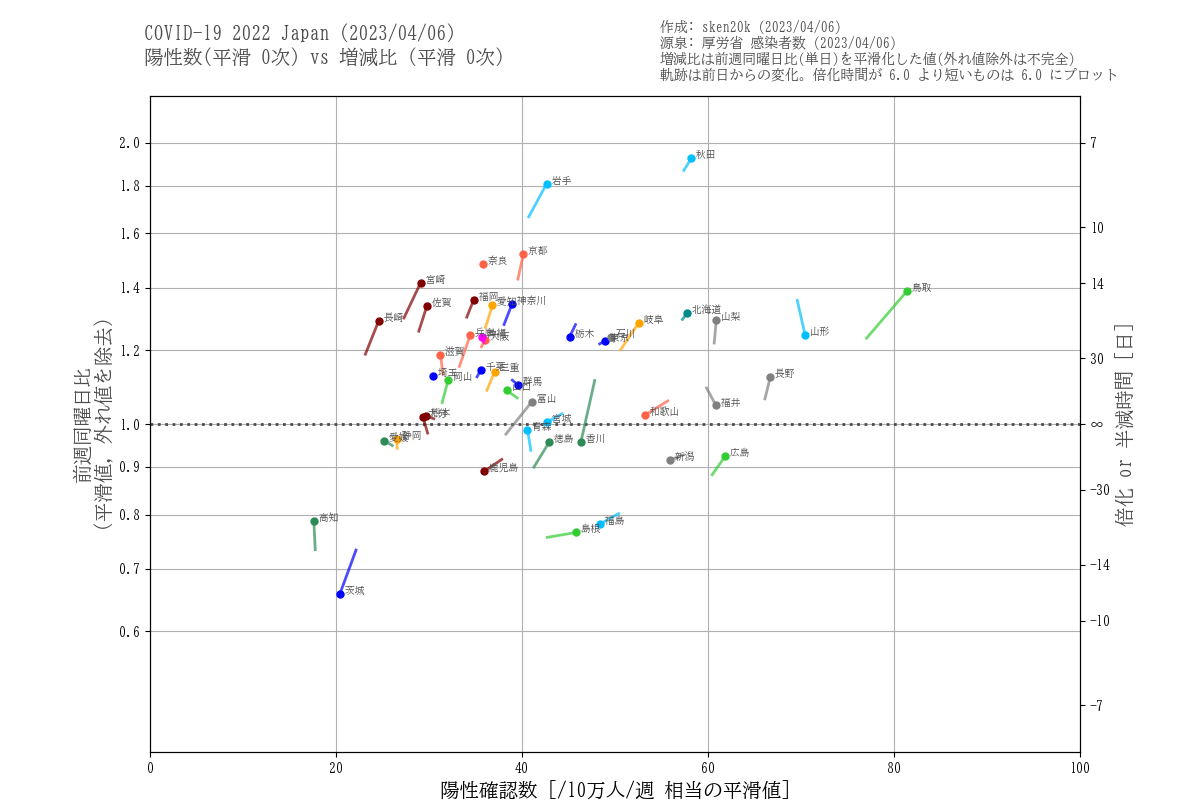 COVID-19 2022 Japan (2023/04/06)
陽性数(平滑 0次) vs 増減比 (平滑 0次)
作成: sken20k (2023/04/06)
源泉: 厚労省 感染者数 (2023/04/06)
増減比は前週同曜日比(単日)を平滑化した値(外れ値除外は不完全)
軌跡は前日からの変化。倍化時間が 6.0 より短いものは 6.0 にプロット
2.0
7
秋田
1.8
岩手
1.6
10
京都
奈良
宮崎
14
1.4
鳥取
福岡
愛知
神奈川
佐賀
北海道
長崎
岐阜
山梨
栃木
石川
山形
兵庫
大阪
東京
1.2
滋賀
30
千葉
三重
埼玉
岡山
長野
群馬
山口
富山
福井
熊本
和歌山
宮城
1.0
青森
∞
愛媛
静岡
徳島
香川
新潟
広島
0.9
鹿児島
-30
0.8
高知
福島
島根
0.7
-14
茨城
-10
0.6
-7
0
20
40
60
80
100
陽性確認数 [/10万人/週 相当の平滑値]
前週同曜日比
(平滑値, 外れ値を除去)
倍化 or 半減時間 [日]